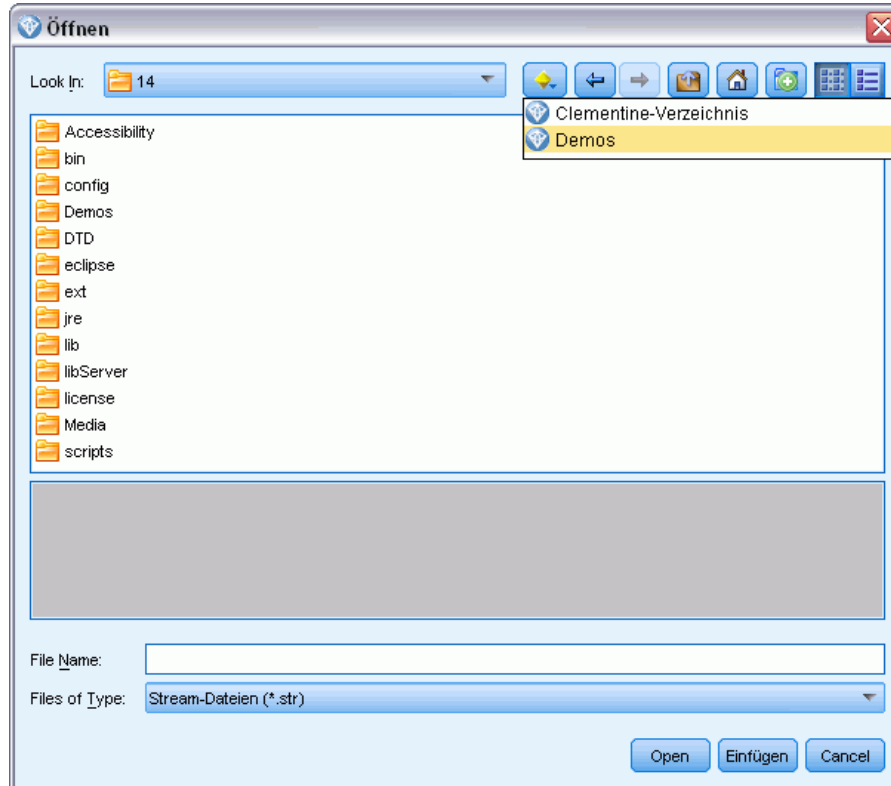 Öffnen
Look In: 14
Clementine-Verzeichnis
Demos
Accessibility
bin
config
Demos
DTD
eclipse
ext
jre
lib
libServer
license
Media
scripts
File Name:
Files of Type: Stream-Dateien (*.str)
Open Einfügen Cancel